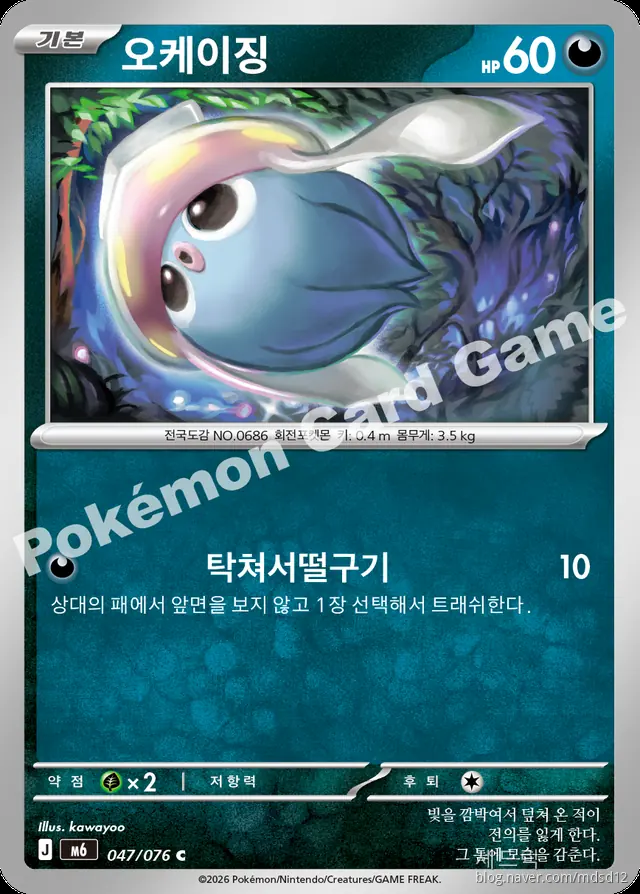 기본
오케이징
HP 60
전국도감 NO.0686 회전포켓몬 키: 0.4 m 몸무게: 3.5 kg
Pokémon Card Game
탁쳐서떨구기 10
상대의 패에서 앞면을 보지 않고 1장 선택해서 트래쉬한다.
약점 ×2 저항력 후퇴
Illus. kawayoo
빛을 깜박여서 덮쳐 온 적이
전의를 잃게 한다.
그 틈에 모습을 감춘다.
J M6 047/076 C
©2026 Pokémon/Nintendo/Creatures/GAME FREAK.
blog.naver.com/mdsd12